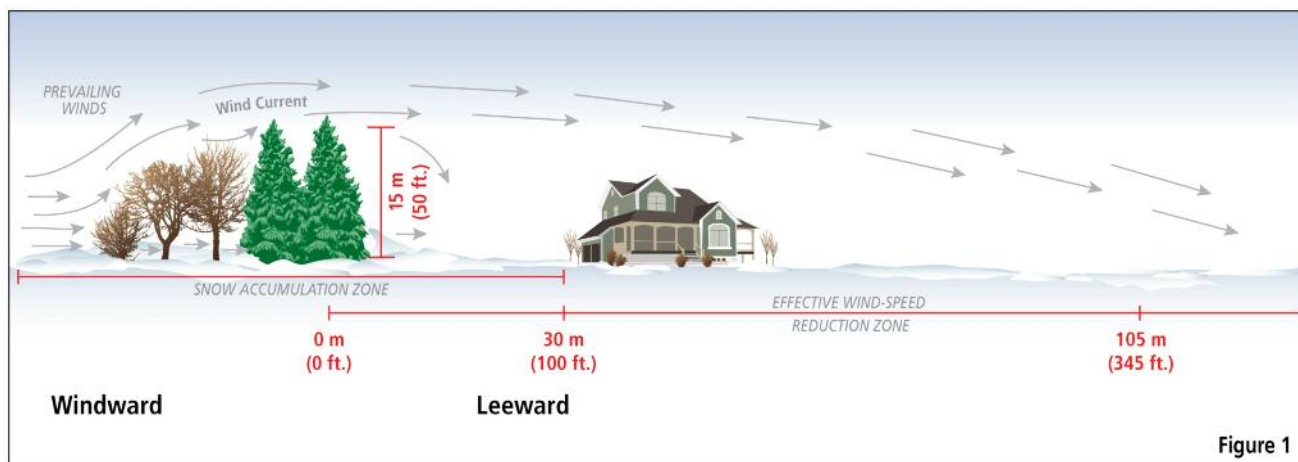 PREVAILING
WINDS
Wind Current
15 m
(50 ft.)
SNOW ACCUMULATION ZONE
EFFECTIVE WIND-SPEED
REDUCTION ZONE
0 m
(0 ft.)
30 m
(100 ft.)
105 m
(345 ft.)
Windward
Leeward
Figure 1